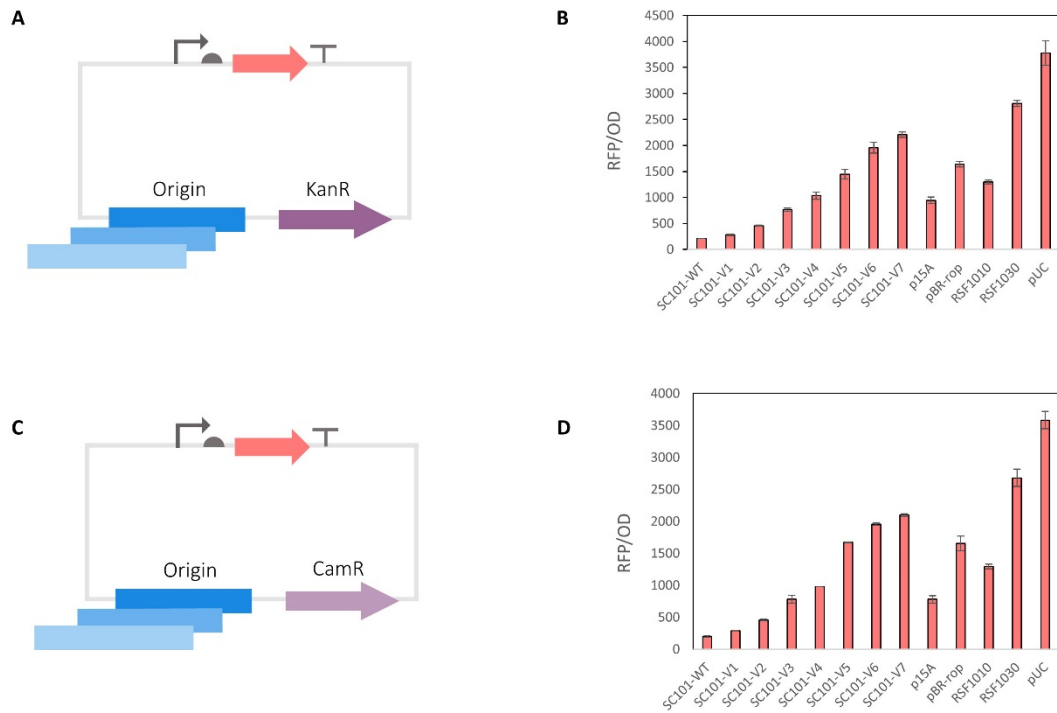 A
Origin
KanR
B
RFP/OD
4500
4000
3500
3000
2500
2000
1500
1000
500
0
SC101-WT
SC101-V1
SC101-V2
SC101-V3
SC101-V4
SC101-V5
SC101-V6
SC101-V7
p15A
pBR-rop
RSF1010
RSF1030
pUC
C
Origin
CamR
D
RFP/OD
4000
3500
3000
2500
2000
1500
1000
500
0
SC101-WT
SC101-V1
SC101-V2
SC101-V3
SC101-V4
SC101-V5
SC101-V6
SC101-V7
p15A
pBR-rop
RSF1010
RSF1030
pUC